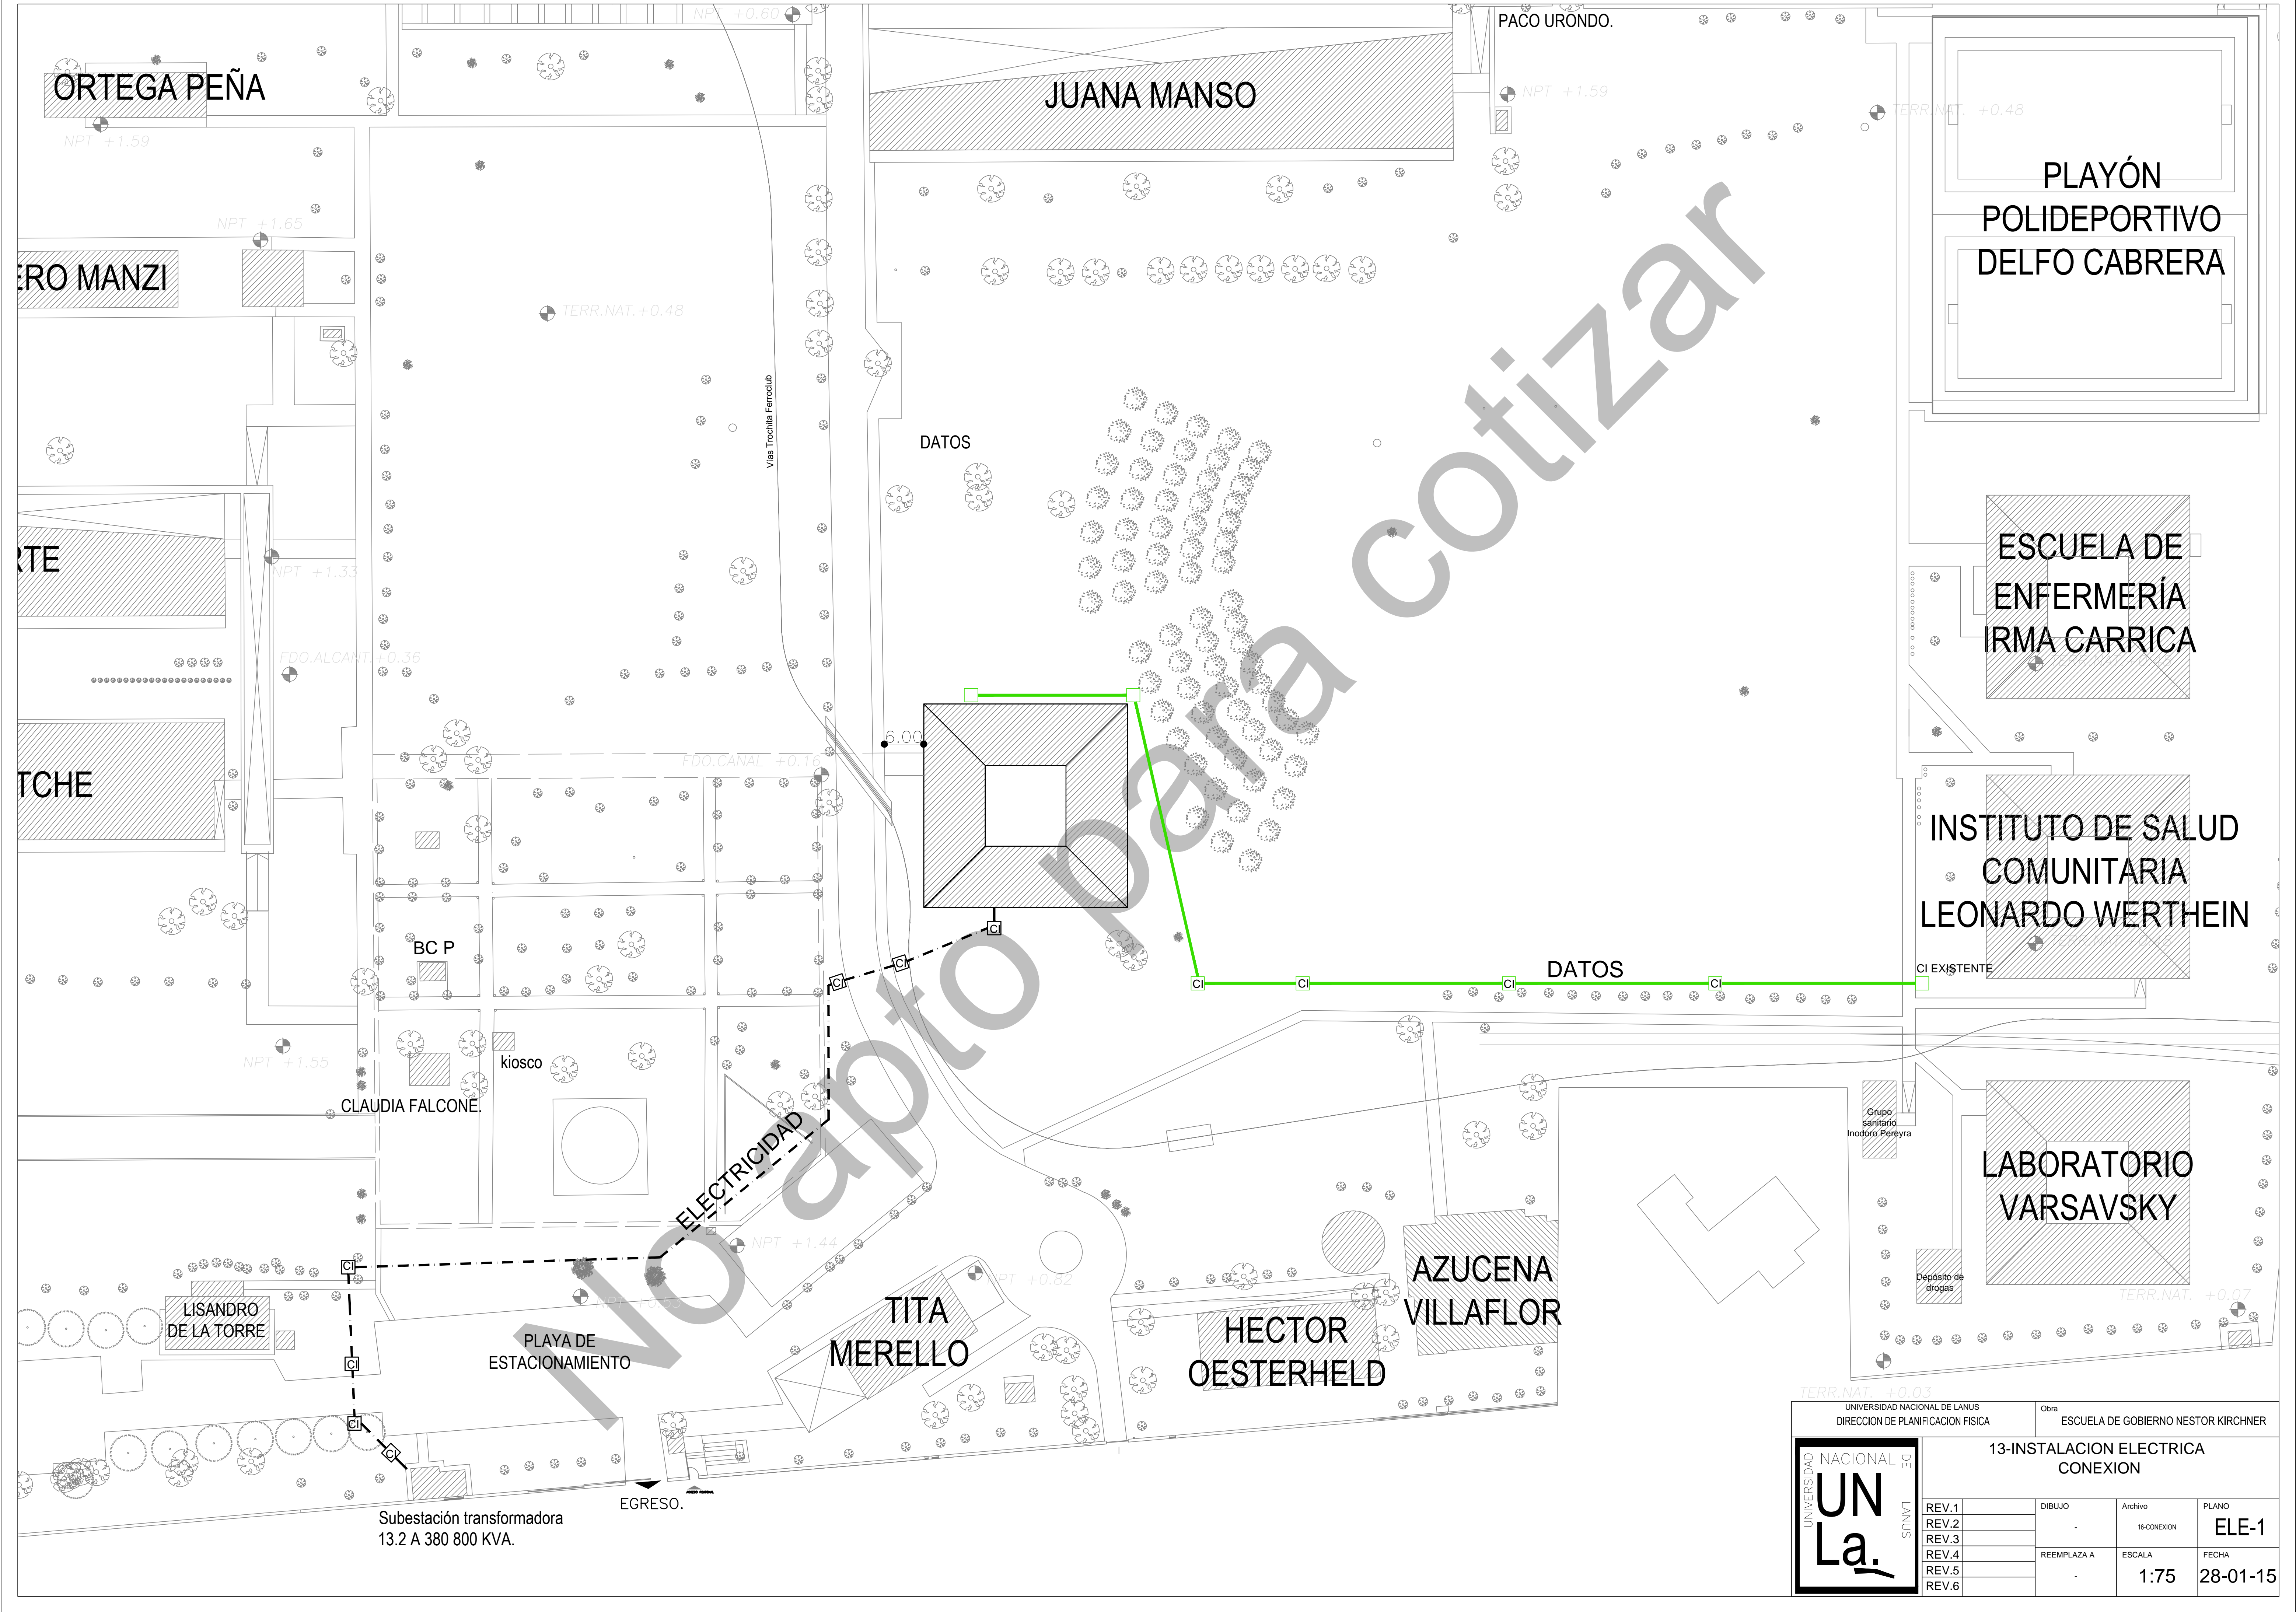 NPT +0.60
PACO URONDO.
ORTEGA PEÑA
JUANA MANSO
NPT +1.59
TERR.NAT. +0.48
NPT +1.59
PLAYÓN
POLIDEPORTIVO
DELFO CABRERA
NPT +1.65
ERO MANZI
TERR.NAT.+0.48
Vías Trochita Ferroclub
DATOS
RTE
NPT +1.33
ESCUELA DE
ENFERMERÍA
IRMA CARRICA
FDO.ALCANT.+0.36
6.00
FDO.CANAL +0.16
TCHE
INSTITUTO DE SALUD
COMUNITARIA
LEONARDO WERTHEIN
BC P
CI
CI
CI
DATOS
CI EXISTENTE
CI
CI
CI
CI
NPT +1.55
kiosco
CLAUDIA FALCONE.
ELECTRICIDAD
Grupo
sanitario
Inodoro Pereyra
LABORATORIO
VARSAVSKY
NPT +1.44
CI
NPT +0.82
AZUCENA
VILLAFLOR
Depósito de
drogas
TERR.NAT. +0.07
NPT +0.53
LISANDRO
DE LA TORRE
TITA
MERELLO
HECTOR
OESTERHELD
PLAYA DE
ESTACIONAMIENTO
CI
CI
CI
TERR.NAT. +0.03
EGRESO.
Subestación transformadora
13.2 A 380 800 KVA.
No apto para cotizar
UNIVERSIDAD NACIONAL DE LANUS
DIRECCION DE PLANIFICACION FISICA
Obra
ESCUELA DE GOBIERNO NESTOR KIRCHNER
UNIVERSIDAD
NACIONAL
DE
LANUS
UN
La.
13-INSTALACION ELECTRICA
CONEXION
REV.1
REV.2
REV.3
REV.4
REV.5
REV.6
DIBUJO
-
Archivo
16-CONEXION
PLANO
ELE-1
REEMPLAZA A
-
ESCALA
1:75
FECHA
28-01-15